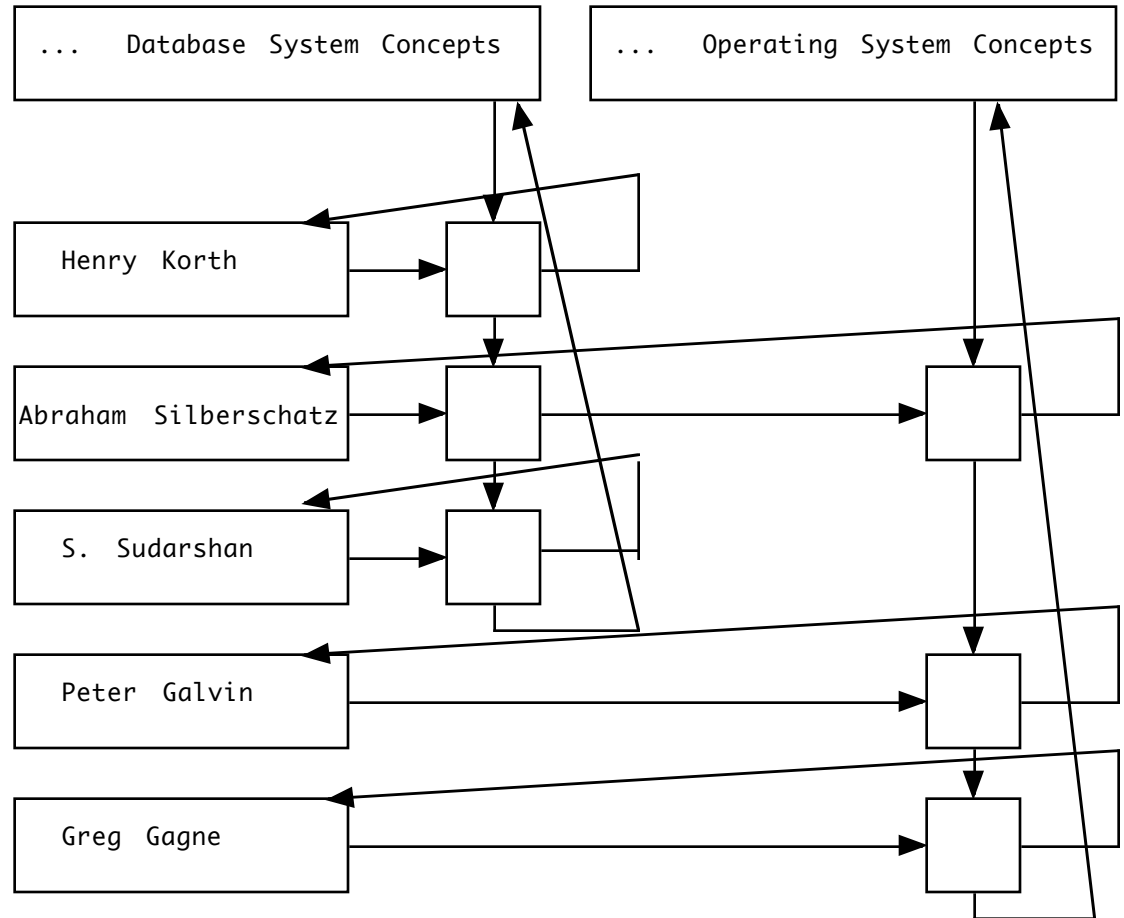 ... Database System Concepts
... Operating System Concepts
Henry Korth
Abraham Silberschatz
S. Sudarshan
Peter Galvin
Greg Gagne